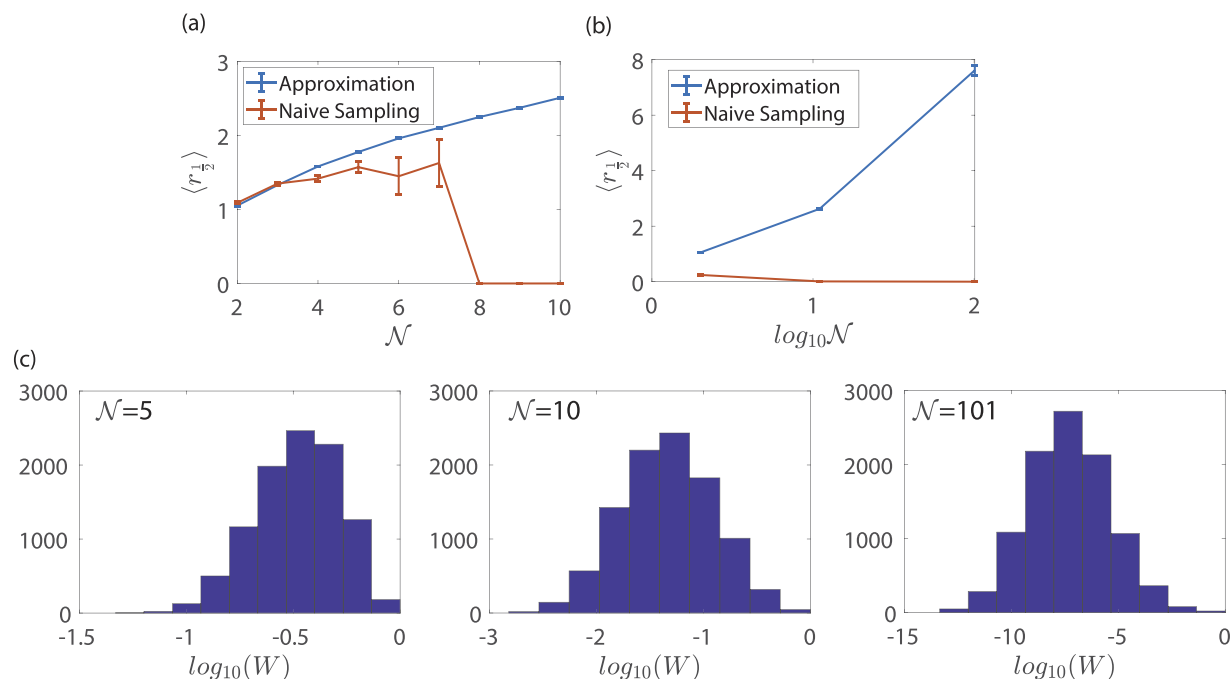 (a)
3
2
1
0
2 4 6 8 10
⟨r_{1/2}⟩
𝒩
Approximation
Naive Sampling
(b)
8
6
4
2
0
0 1 2
⟨r_{1/2}⟩
log₁₀𝒩
Approximation
Naive Sampling
(c)
3000
2000
1000
0
-1.5 -1 -0.5 0
𝒩=5
log₁₀(W)
3000
2000
1000
0
-3 -2 -1 0
𝒩=10
log₁₀(W)
3000
2000
1000
0
-15 -10 -5 0
𝒩=101
log₁₀(W)